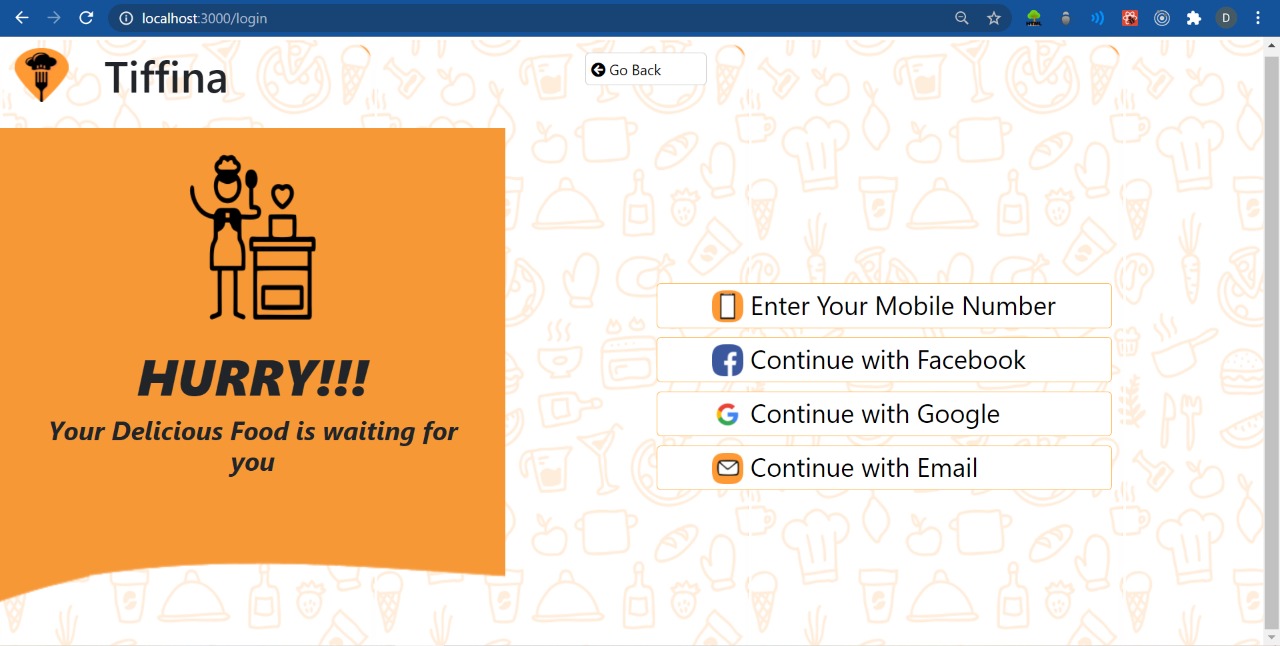 localhost:3000/login
D
Tiffina
Go Back
HURRY!!!
Your Delicious Food is waiting for
you
Enter Your Mobile Number
Continue with Facebook
Continue with Google
Continue with Email